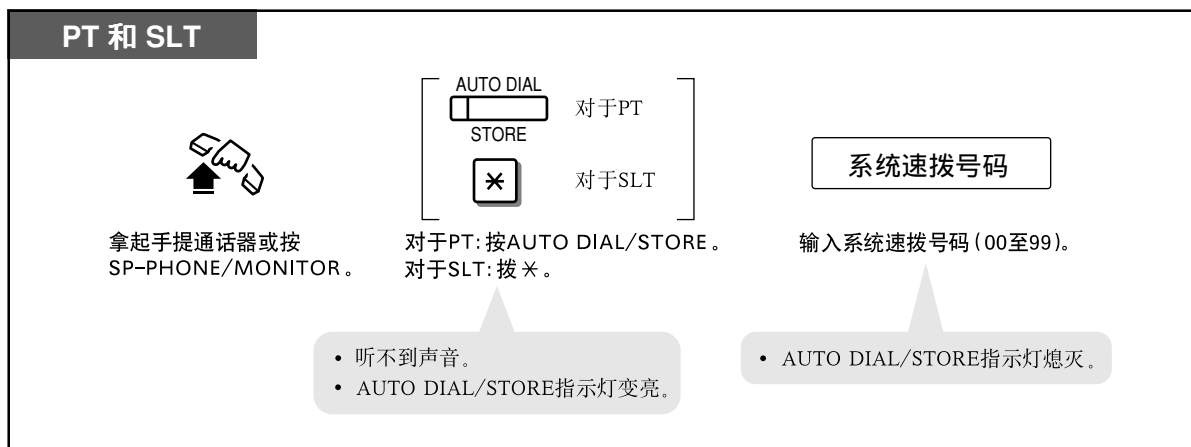 PT 和 SLT
AUTO DIAL
STORE
对于PT
✳
对于SLT
系统速拨号码
拿起手提通话器或按
SP-PHONE/MONITOR。
对于PT:按AUTO DIAL/STORE。
对于SLT:拨✳。
输入系统速拨号码(00至99)。
• 听不到声音。
• AUTO DIAL/STORE指示灯变亮。
• AUTO DIAL/STORE指示灯熄灭。